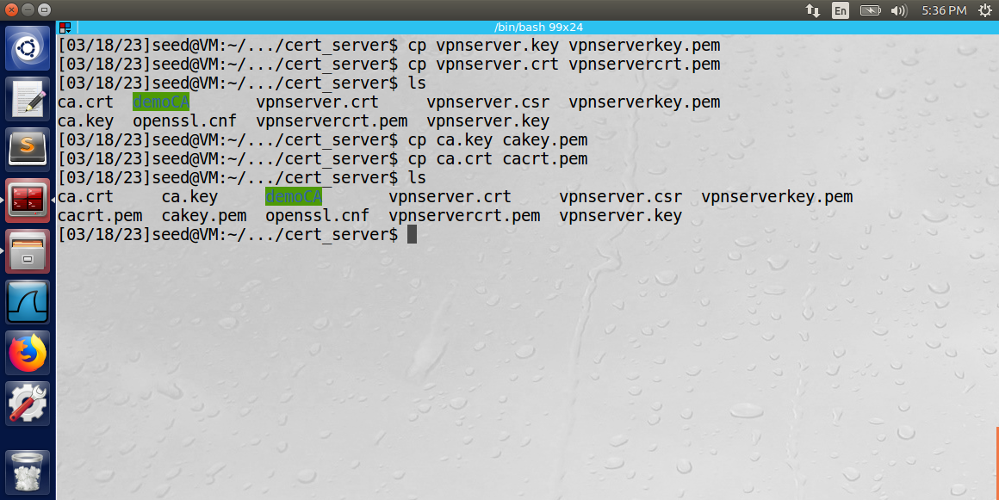 En 5:36 PM
/bin/bash 99x24
[03/18/23]seed@VM:~/.../cert_server$ cp vpnserver.key vpnserverkey.pem
[03/18/23]seed@VM:~/.../cert_server$ cp vpnserver.crt vpnservercrt.pem
[03/18/23]seed@VM:~/.../cert_server$ ls
ca.crt  demoCA       vpnserver.crt     vpnserver.csr  vpnserverkey.pem
ca.key  openssl.cnf  vpnservercrt.pem  vpnserver.key
[03/18/23]seed@VM:~/.../cert_server$ cp ca.key cakey.pem
[03/18/23]seed@VM:~/.../cert_server$ cp ca.crt cacrt.pem
[03/18/23]seed@VM:~/.../cert_server$ ls
ca.crt     ca.key     demoCA       vpnserver.crt     vpnserver.csr  vpnserverkey.pem
cacrt.pem  cakey.pem  openssl.cnf  vpnservercrt.pem  vpnserver.key
[03/18/23]seed@VM:~/.../cert_server$